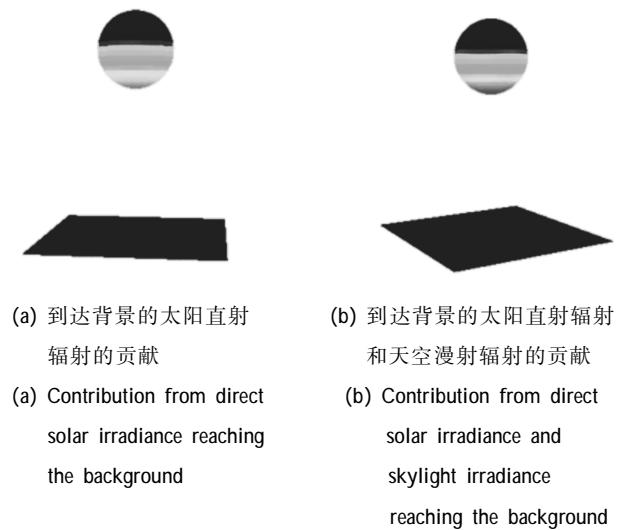 (a) 到达背景的太阳直射
辐射的贡献
(a) Contribution from direct
solar irradiance reaching
the background
(b) 到达背景的太阳直射辐射
和天空漫射辐射的贡献
(b) Contribution from direct
solar irradiance and
skylight irradiance
reaching the background